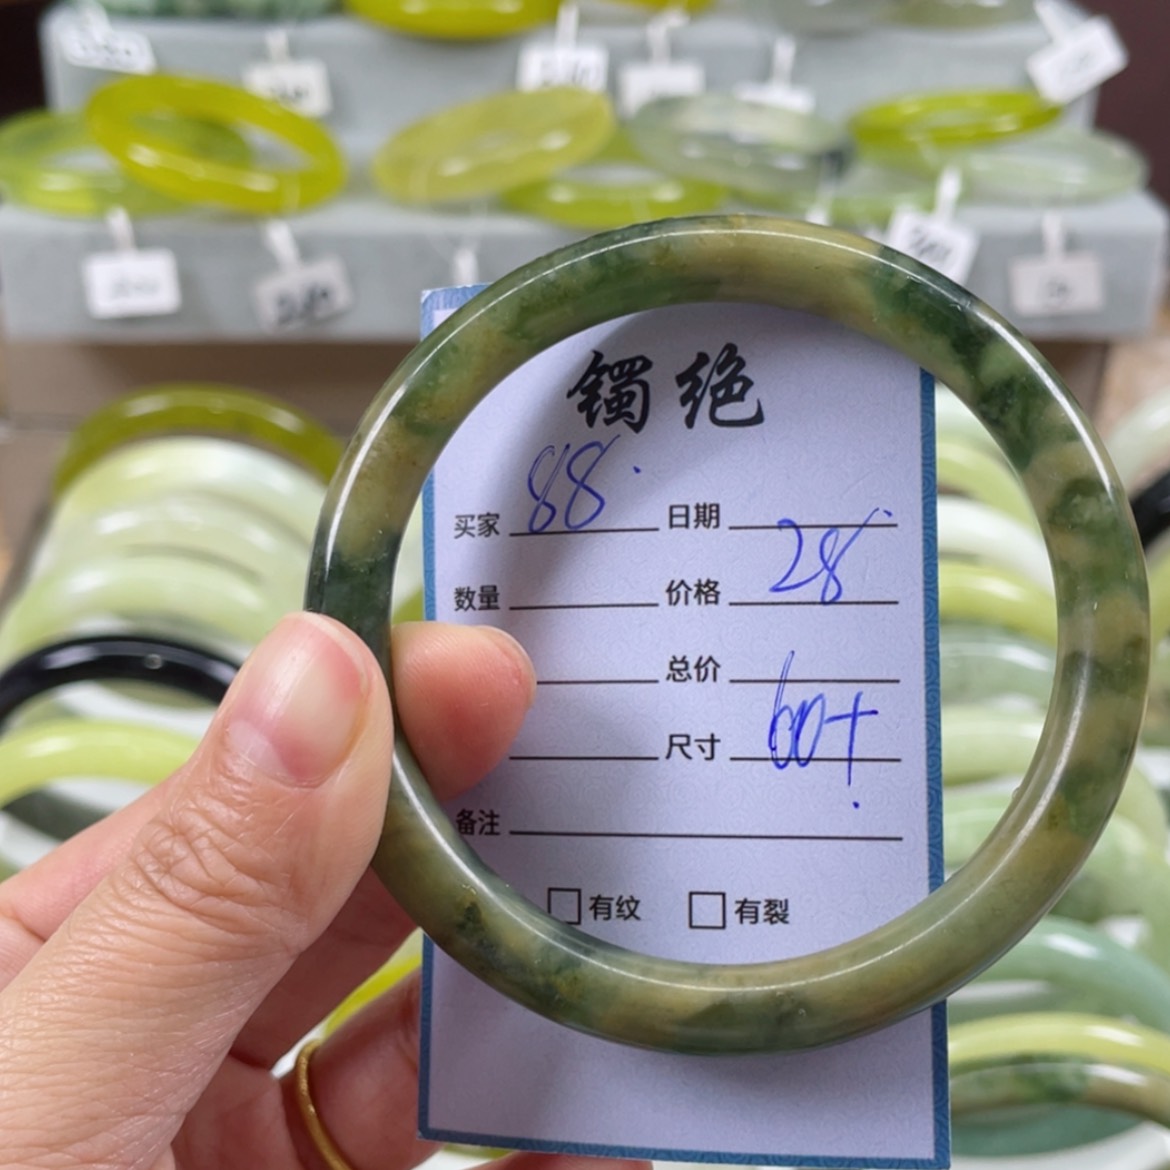 镯绝
买家 88. 日期
数量 价格 28
总价
尺寸 60+
备注
有纹 有裂